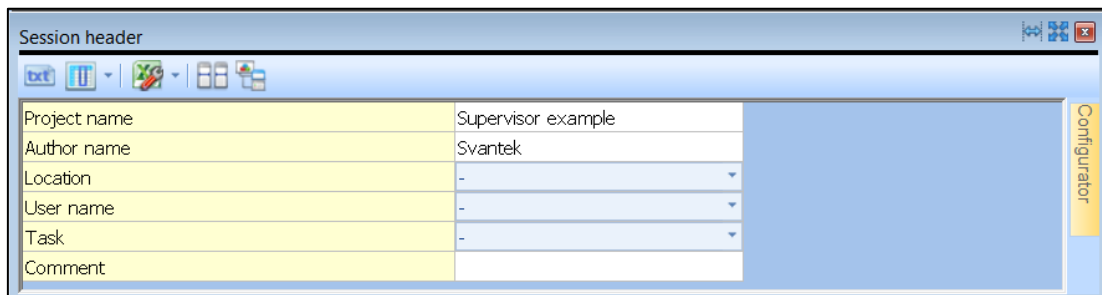 Session header
txt
Project name Supervisor example
Author name Svantek
Location -
User name -
Task -
Comment
Configurator